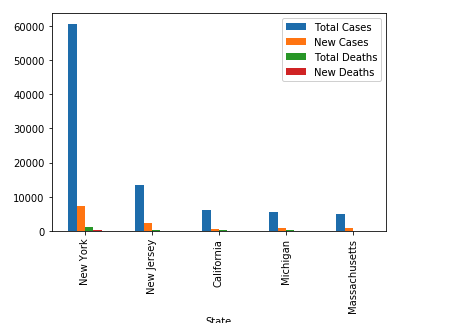 Total Cases
New Cases
Total Deaths
New Deaths
60000
50000
40000
30000
20000
10000
0
New York
New Jersey
California
Michigan
Massachusetts
State